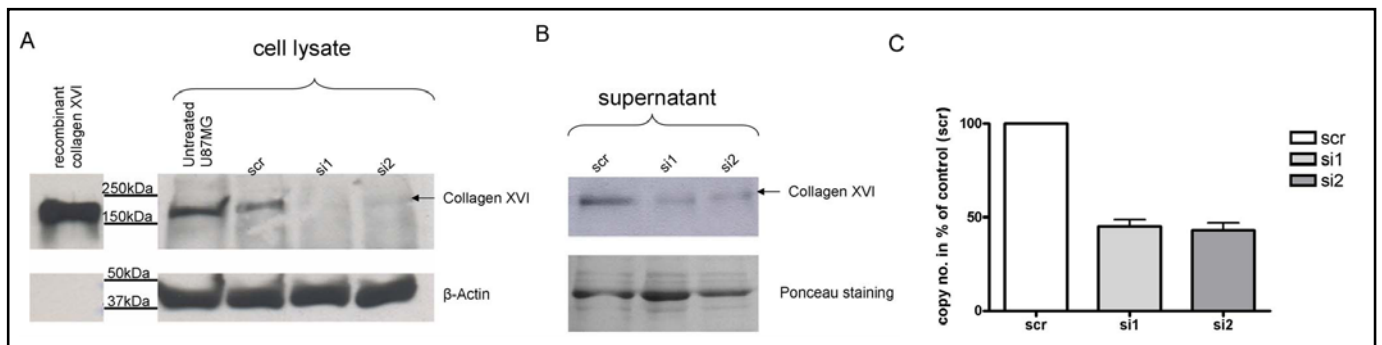 A
cell lysate
recombinant
collagen XVI
Untreated
U87MG
scr
si1
si2
250kDa
150kDa
Collagen XVI
50kDa
37kDa
β-Actin
B
supernatant
scr
si1
si2
Collagen XVI
Ponceau staining
C
copy no. in % of control (scr)
100
50
0
scr
si1
si2
scr
si1
si2